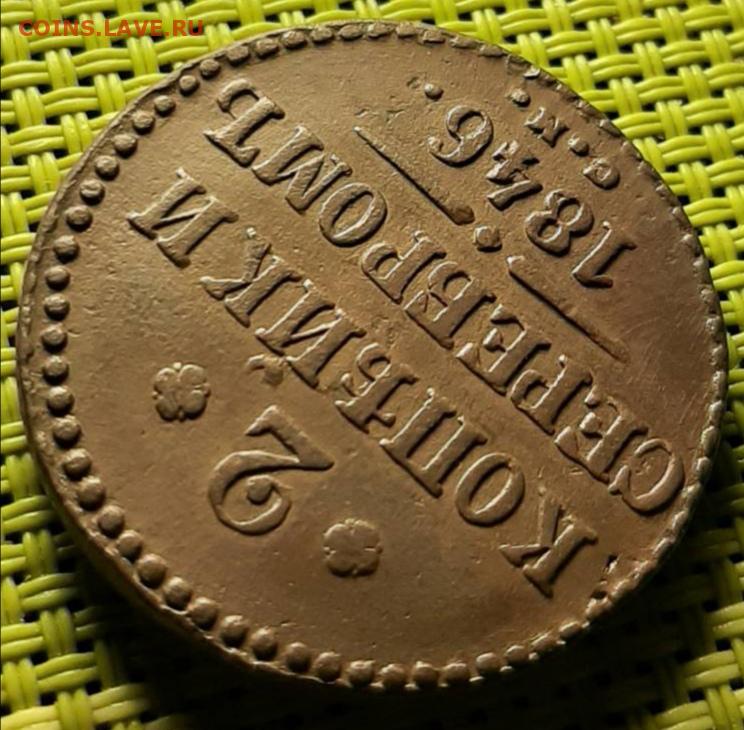 COINS.LAVE.RU
2
КОПѢЙКИ
СЕРЕБРОМЪ
1846.
С.М.